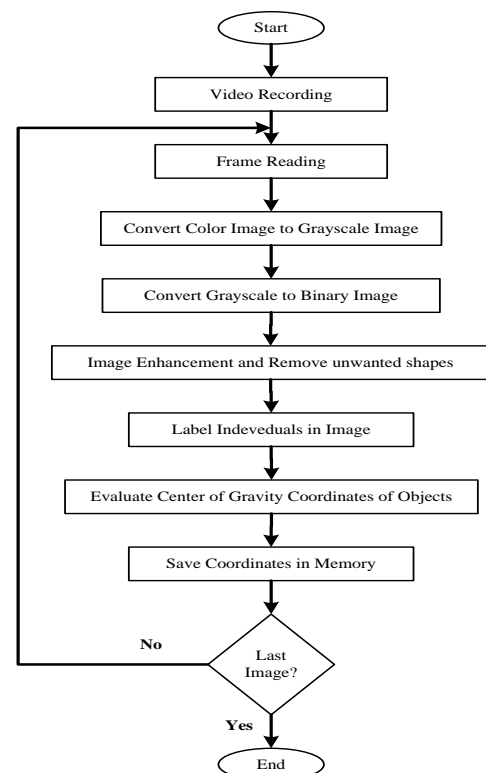 Start
Video Recording
Frame Reading
Convert Color Image to Grayscale Image
Convert Grayscale to Binary Image
Image Enhancement and Remove unwanted shapes
Label Indeveduals in Image
Evaluate Center of Gravity Coordinates of Objects
Save Coordinates in Memory
No
Last
Image?
Yes
End